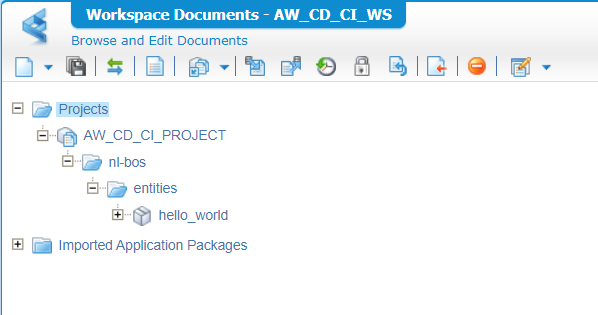 Workspace Documents - AW_CD_CI_WS
Browse and Edit Documents
Projects
AW_CD_CI_PROJECT
nl-bos
entities
hello_world
Imported Application Packages